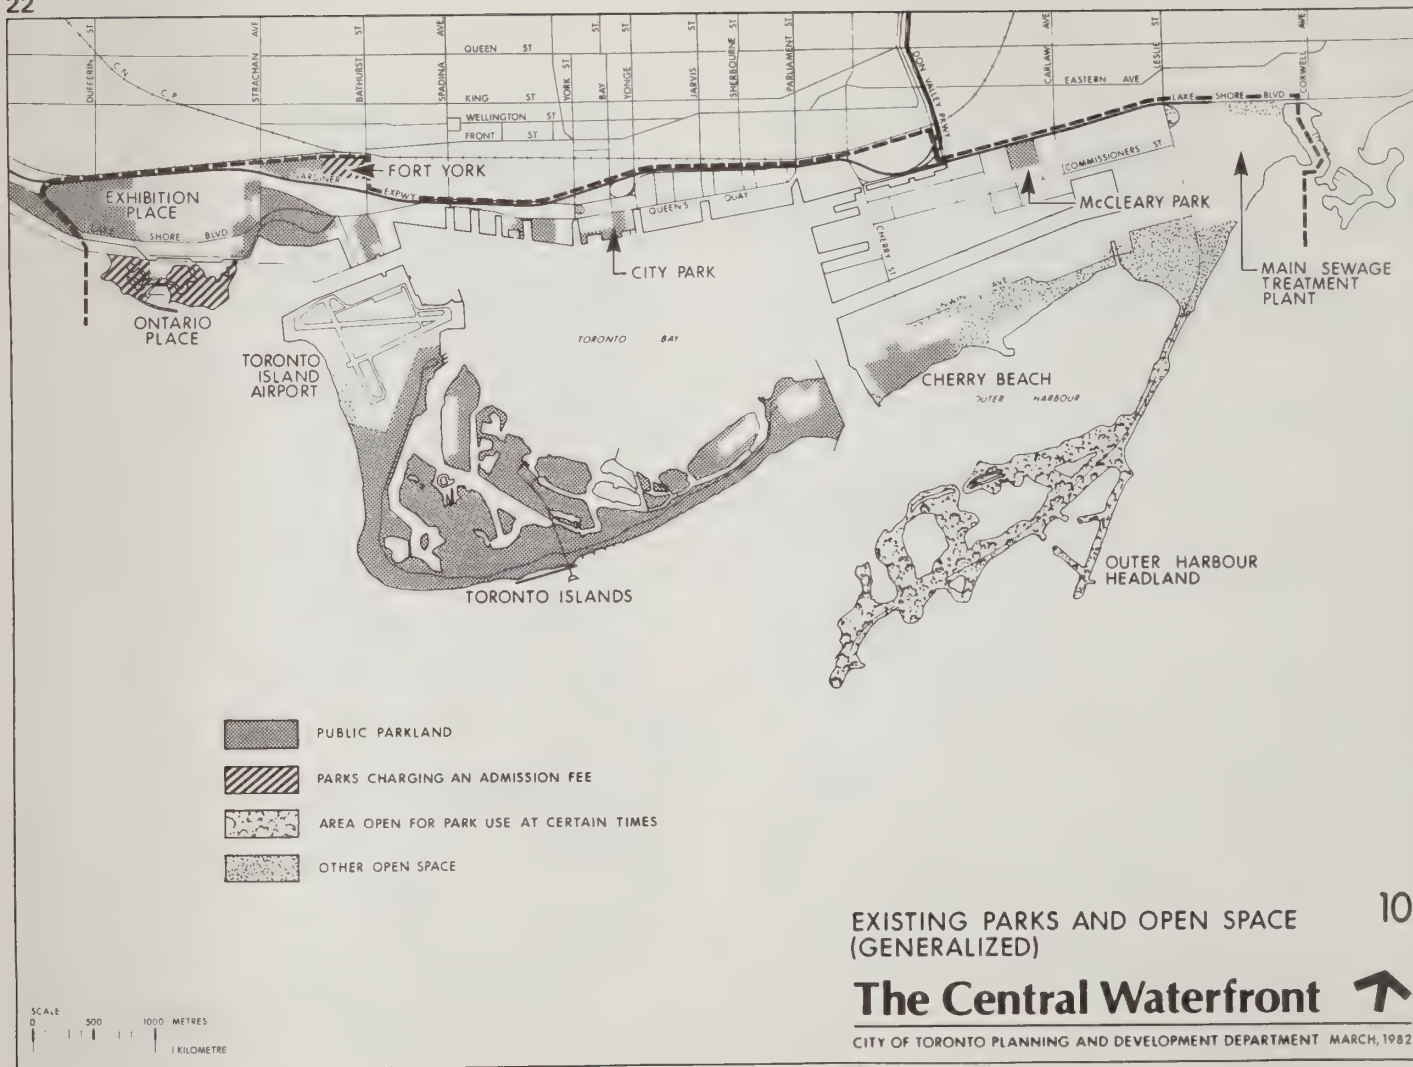 22
DUFFERIN ST
STRACHAN AVE
BATHURST ST
SPADINA AVE.
YORK ST
BAY ST.
YONGE ST
JARVIS ST
SHERBOURNE ST
PARLIAMENT ST
DON VALLEY PKWY
CARLAW AVE
LESLIE ST
CORWELL AVE
C N
C P
QUEEN ST
KING ST
WELLINGTON ST
FRONT ST
EASTERN AVE
LAKE SHORE BLVD
COMMISSIONERS ST
FORT YORK
GARDINER EXPWY
EXHIBITION
PLACE
LAKE SHORE BLVD
QUEEN'S QUAY
CHERRY ST
McCLEARY PARK
CITY PARK
MAIN SEWAGE
TREATMENT
PLANT
ONTARIO
PLACE
TORONTO
ISLAND
AIRPORT
TORONTO BAY
UNWIN AVE
CHERRY BEACH
OUTER HARBOUR
OUTER HARBOUR
HEADLAND
TORONTO ISLANDS
PUBLIC PARKLAND
PARKS CHARGING AN ADMISSION FEE
AREA OPEN FOR PARK USE AT CERTAIN TIMES
OTHER OPEN SPACE
EXISTING PARKS AND OPEN SPACE 10
(GENERALIZED)
The Central Waterfront
CITY OF TORONTO PLANNING AND DEVELOPMENT DEPARTMENT MARCH, 1982
SCALE
0 500 1000 METRES
1 KILOMETRE